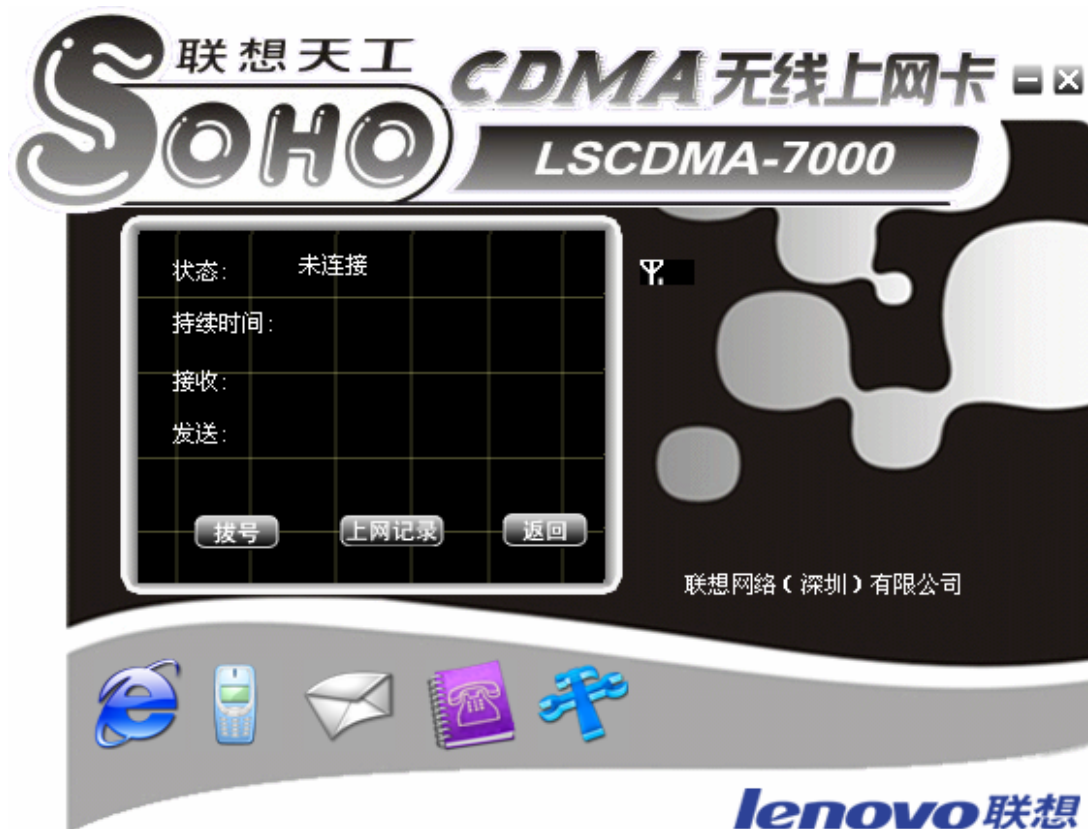 联想天工
SOHO
CDMA无线上网卡
LSCDMA-7000
状态: 未连接
持续时间:
接收:
发送:
拔号 上网记录 返回
联想网络（深圳）有限公司
lenovo联想